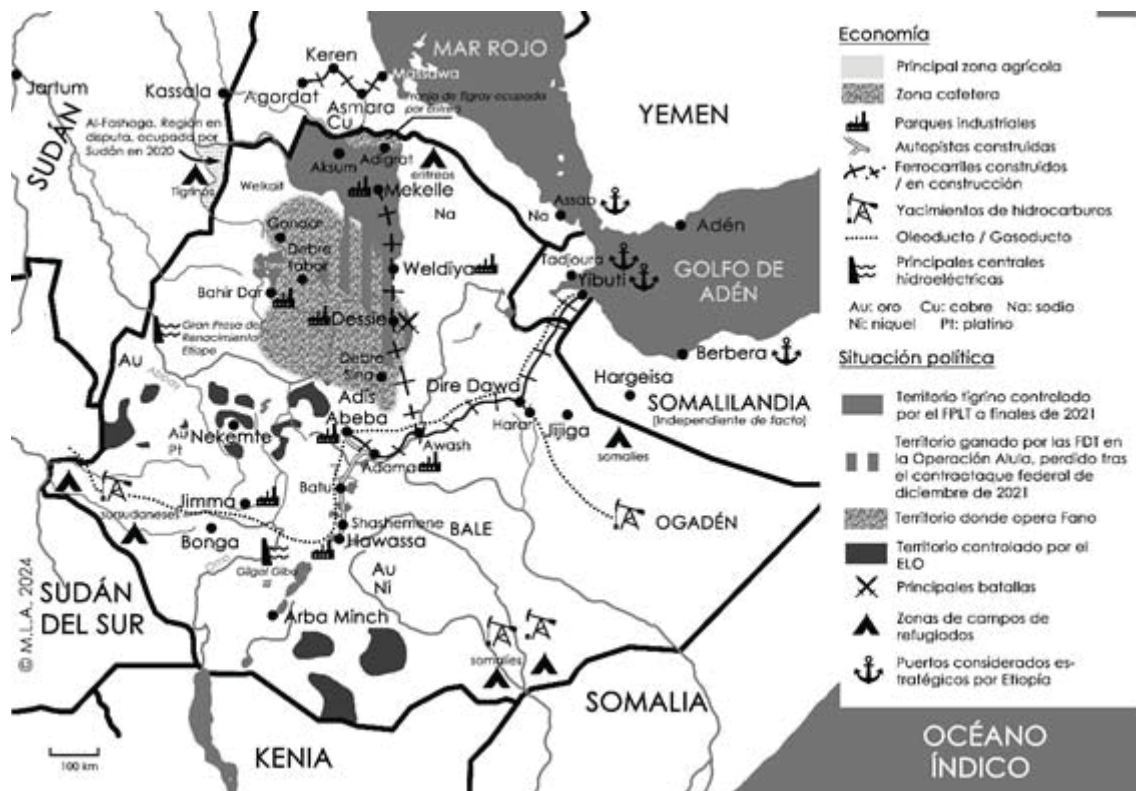 MAR ROJO
Keren
Massawa
Jartum
Kassala
Agordat
Asmara
Cu
Franja de Tigray ocupada
por
YEMEN
SUDÁN
Al-Fashaga. Región en
disputa, ocupada por
Sudán en 2020
Tigrinos
Welkait
Aksum
Adigrat
eritreos
Mekelle
Na
Na
Assab
Adén
Tadjoura
Yibuti
GOLFO DE
ADÉN
Gondar
Debre
Tabor
Bahir Dar
Weldiya
Dessie
Gran Presa del
Renacimiento
Etíope
Au
Abbay
Debre
Sina
Berbera
Hargeisa
SOMALILANDIA
(Independiente de facto)
Dire Dawa
Harar
Jijiga
somalíes
Adis
Abeba
Awash
Adama
Nekemte
Au
Pt
Batu
Jimma
sursudaneses
Bonga
Omo
Shashemene
Hawassa
BALE
OGADÉN
Gilgel Gibe
III
Au
Ni
Arba Minch
SUDÁN
DEL SUR
somalíes
SOMALIA
KENIA
100 km
© M.L.A, 2024
Economía
Principal zona agrícola
Zona cafetera
Parques industriales
Autopistas construidas
Ferrocarriles construidos
/ en construcción
Yacimientos de hidrocarburos
Oleoducto / Gasoducto
Principales centrales
hidroeléctricas
Au: oro Cu: cobre Na: sodio
Ni: níquel Pt: platino
Situación política
Territorio tigrino controlado
por el FPLT a finales de 2021
Territorio ganado por las FDT en
la Operación Alula, perdido tras
el contraataque federal de
diciembre de 2021
Territorio donde opera Fano
Territorio controlado por el
ELO
Principales batallas
Zonas de campos de
refugiados
Puertos considerados es-
tratégicos por Etiopía
OCÉANO
ÍNDICO